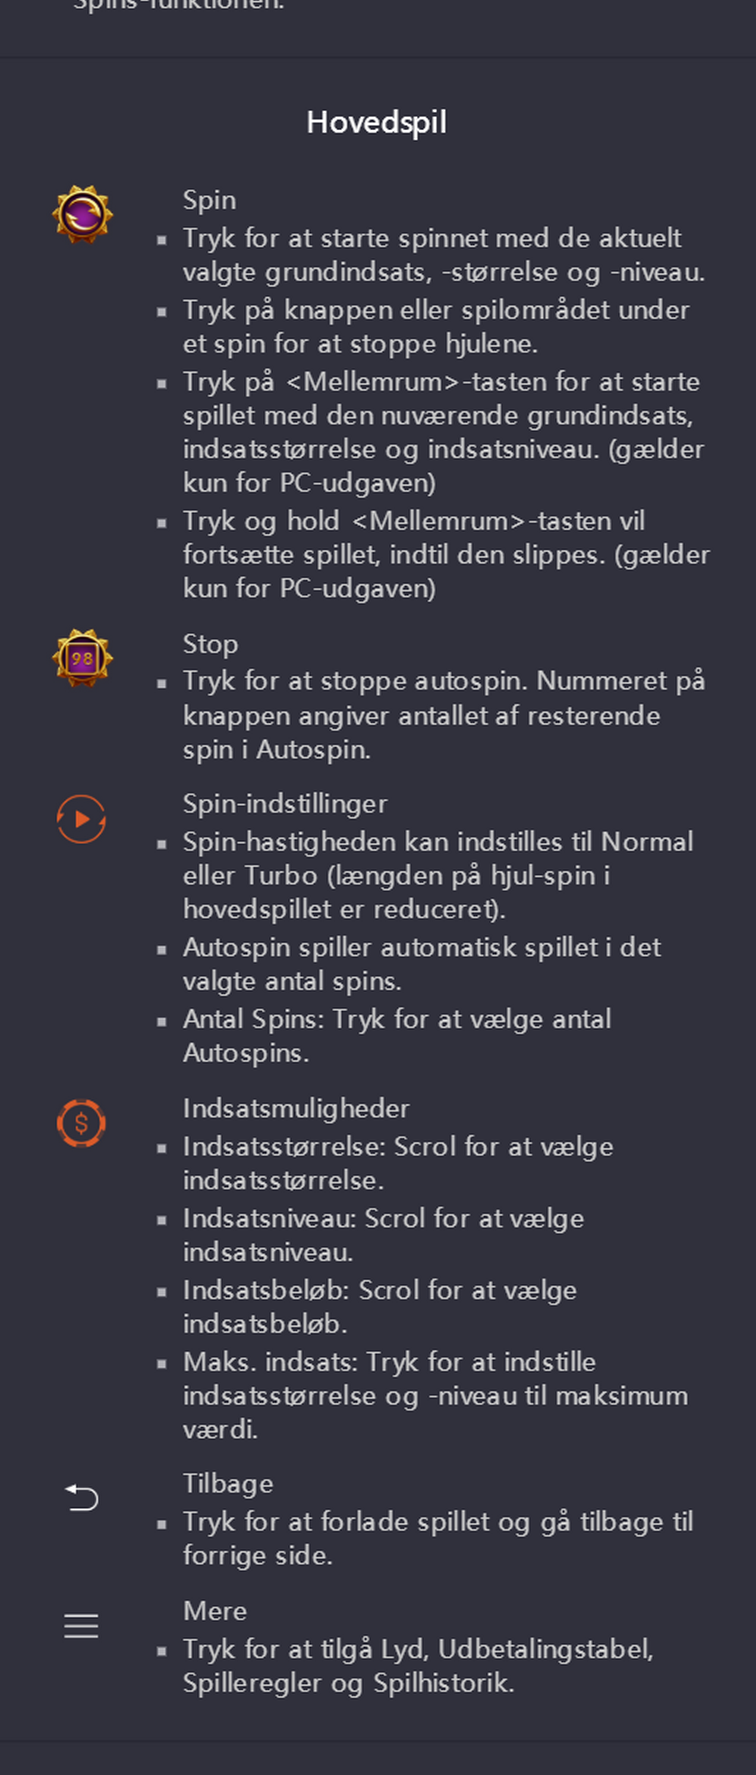 Spins-funktionen.
Hovedspil
Spin
▪ Tryk for at starte spinnet med de aktuelt
valgte grundindsats, -størrelse og -niveau.
▪ Tryk på knappen eller spilområdet under
et spin for at stoppe hjulene.
▪ Tryk på <Mellemrum>-tasten for at starte
spillet med den nuværende grundindsats,
indsatsstørrelse og indsatsniveau. (gælder
kun for PC-udgaven)
▪ Tryk og hold <Mellemrum>-tasten vil
fortsætte spillet, indtil den slippes. (gælder
kun for PC-udgaven)
98
Stop
▪ Tryk for at stoppe autospin. Nummeret på
knappen angiver antallet af resterende
spin i Autospin.
Spin-indstillinger
▪ Spin-hastigheden kan indstilles til Normal
eller Turbo (længden på hjul-spin i
hovedspillet er reduceret).
▪ Autospin spiller automatisk spillet i det
valgte antal spins.
▪ Antal Spins: Tryk for at vælge antal
Autospins.
$
Indsatsmuligheder
▪ Indsatsstørrelse: Scrol for at vælge
indsatsstørrelse.
▪ Indsatsniveau: Scrol for at vælge
indsatsniveau.
▪ Indsatsbeløb: Scrol for at vælge
indsatsbeløb.
▪ Maks. indsats: Tryk for at indstille
indsatsstørrelse og -niveau til maksimum
værdi.
Tilbage
▪ Tryk for at forlade spillet og gå tilbage til
forrige side.
Mere
▪ Tryk for at tilgå Lyd, Udbetalingstabel,
Spilleregler og Spilhistorik.